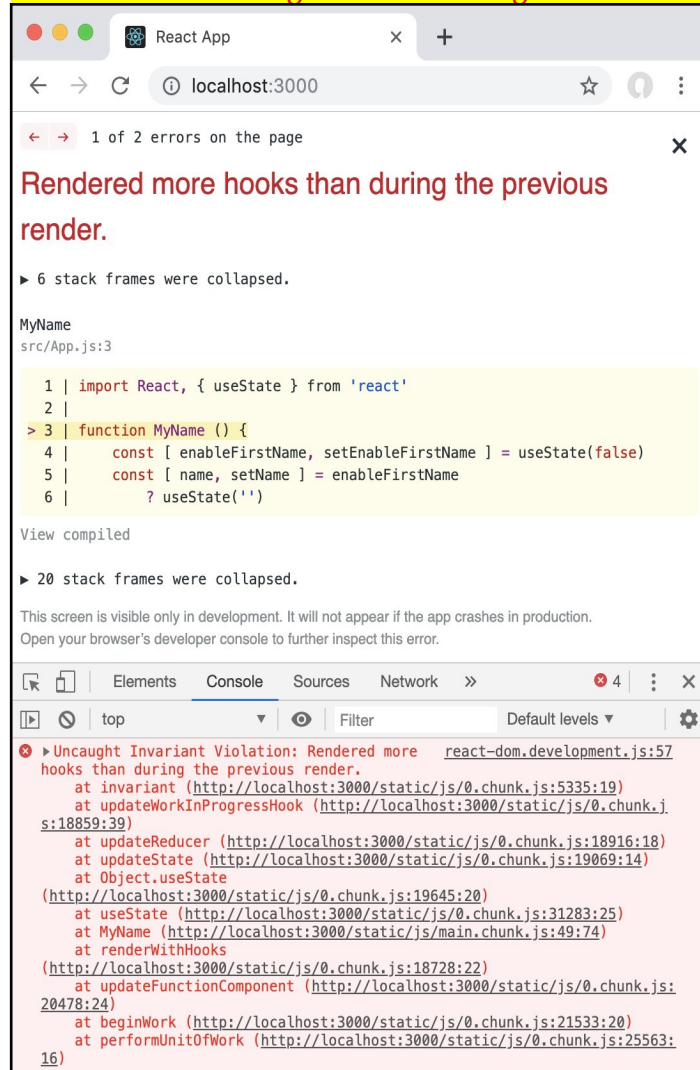 React App
localhost:3000
1 of 2 errors on the page
Rendered more hooks than during the previous
render.
▶ 6 stack frames were collapsed.
MyName
src/App.js:3
1 | import React, { useState } from 'react'
2 |
> 3 | function MyName () {
4 |     const [ enableFirstName, setEnableFirstName ] = useState(false)
5 |     const [ name, setName ] = enableFirstName
6 |         ? useState('')
View compiled
▶ 20 stack frames were collapsed.
This screen is visible only in development. It will not appear if the app crashes in production.
Open your browser's developer console to further inspect this error.
Elements Console Sources Network » 4
top ▼ Filter Default levels ▼
▶Uncaught Invariant Violation: Rendered more react-dom.development.js:57
hooks than during the previous render.
at invariant (http://localhost:3000/static/js/0.chunk.js:5335:19)
at updateWorkInProgressHook (http://localhost:3000/static/js/0.chunk.j
s:18859:39)
at updateReducer (http://localhost:3000/static/js/0.chunk.js:18916:18)
at updateState (http://localhost:3000/static/js/0.chunk.js:19069:14)
at Object.useState
(http://localhost:3000/static/js/0.chunk.js:19645:20)
at useState (http://localhost:3000/static/js/0.chunk.js:31283:25)
at MyName (http://localhost:3000/static/js/main.chunk.js:49:74)
at renderWithHooks
(http://localhost:3000/static/js/0.chunk.js:18728:22)
at updateFunctionComponent (http://localhost:3000/static/js/0.chunk.js:
20478:24)
at beginWork (http://localhost:3000/static/js/0.chunk.js:21533:20)
at performUnitOfWork (http://localhost:3000/static/js/0.chunk.js:25563:
16)